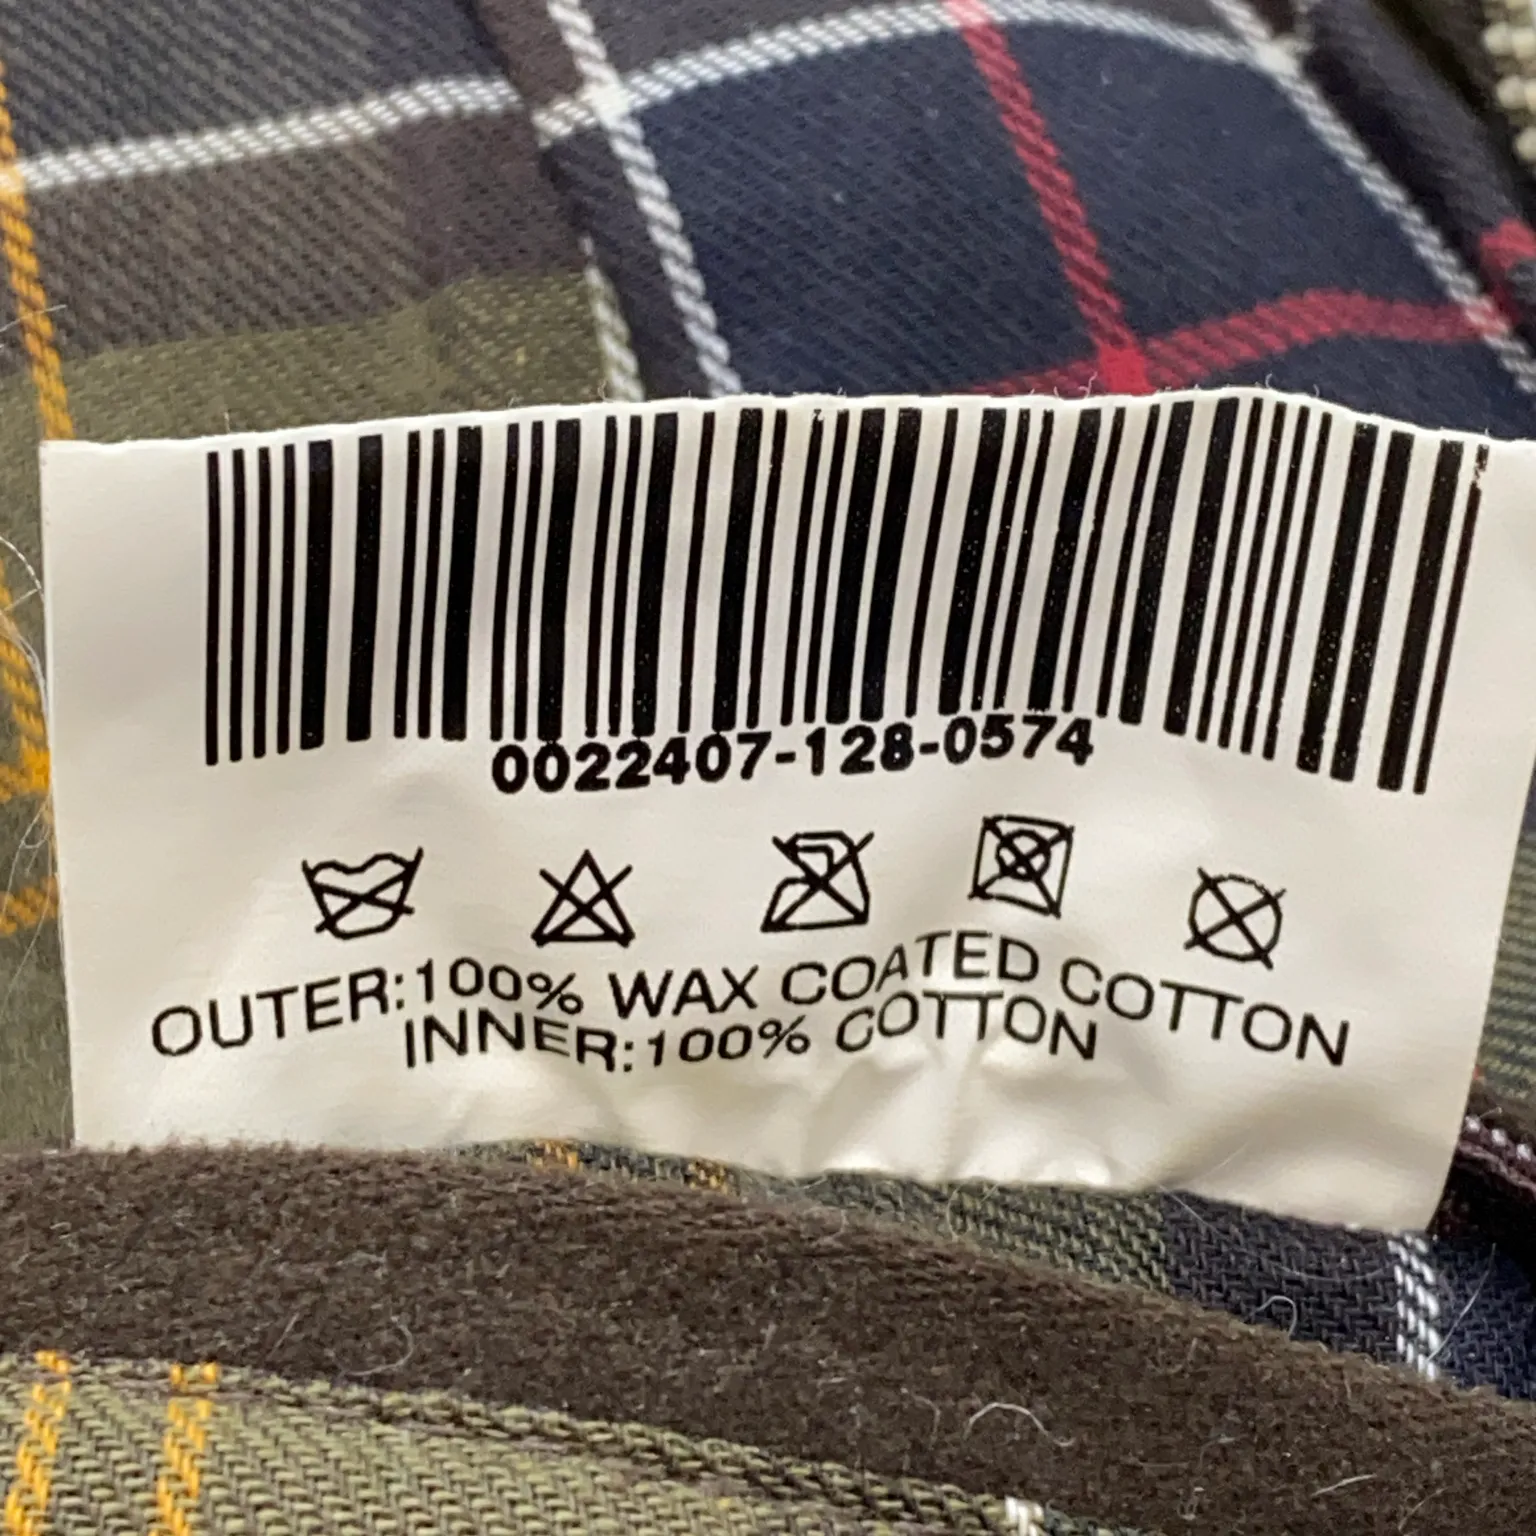 0022407-128-0574
OUTER:100% WAX COATED COTTON
INNER:100% COTTON